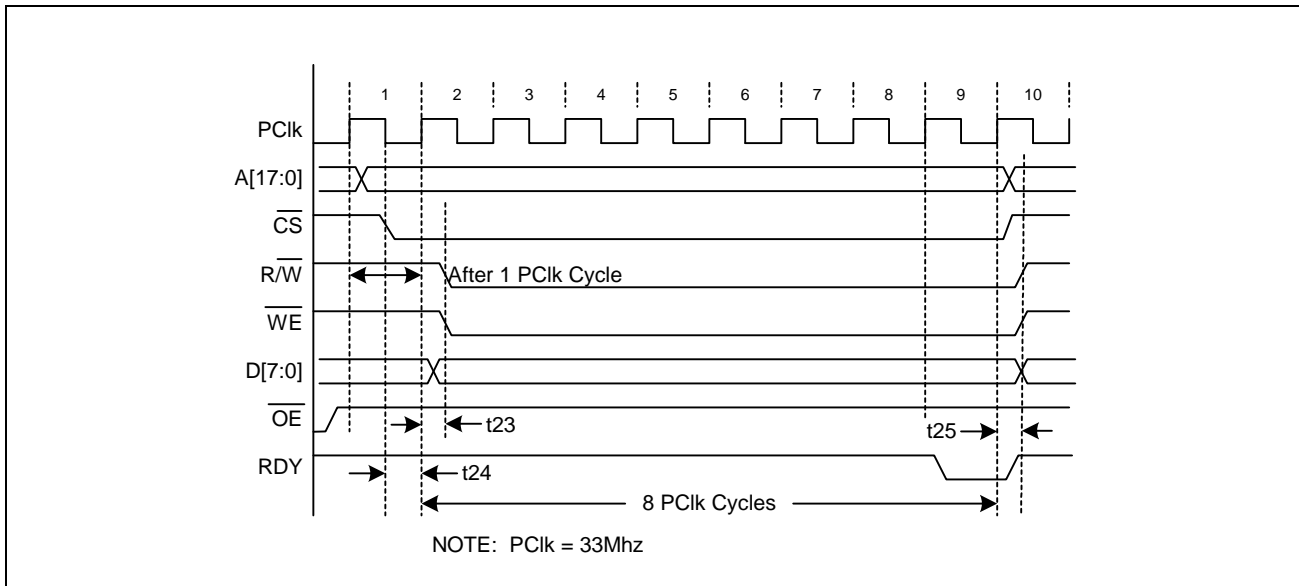 1 2 3 4 5 6 7 8 9 10
PClk
A[17:0]
CS
R/W After 1 PClk Cycle
WE
D[7:0]
OE
t23 t25
RDY
t24
8 PClk Cycles
NOTE: PClk = 33Mhz